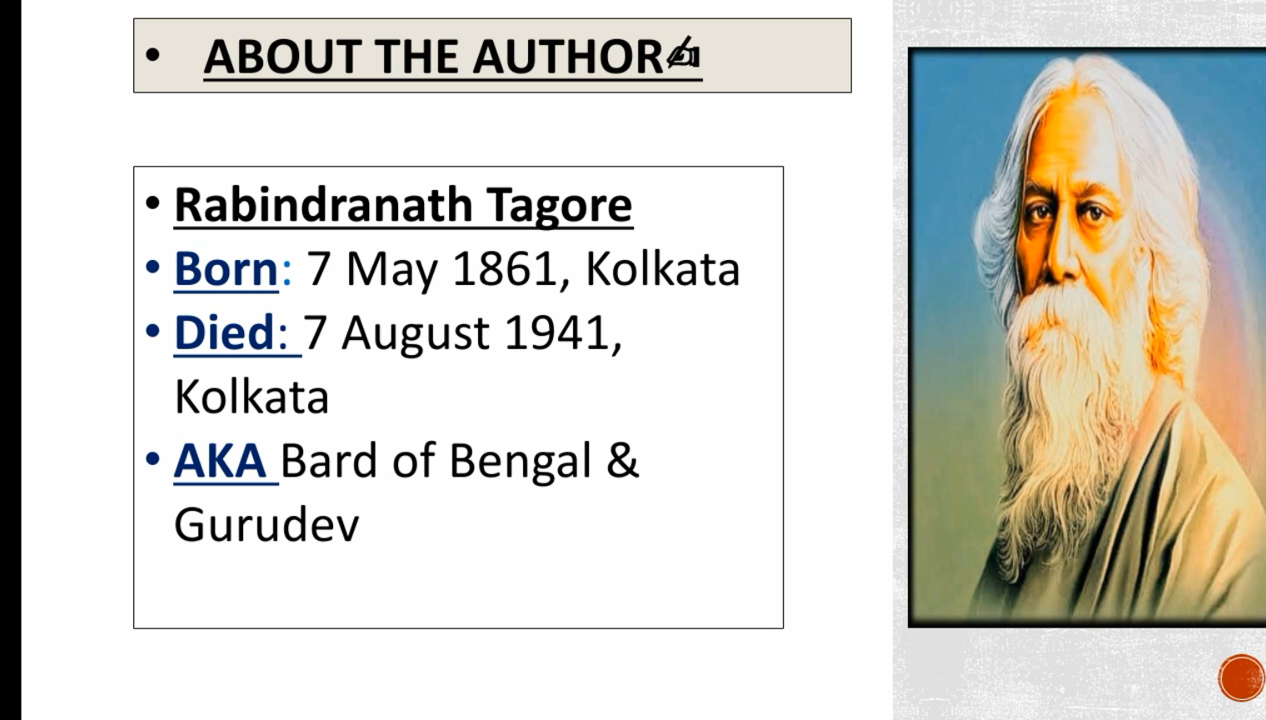 • ABOUT THE AUTHOR✍
• Rabindranath Tagore
• Born: 7 May 1861, Kolkata
• Died: 7 August 1941,
Kolkata
• AKA Bard of Bengal &
Gurudev